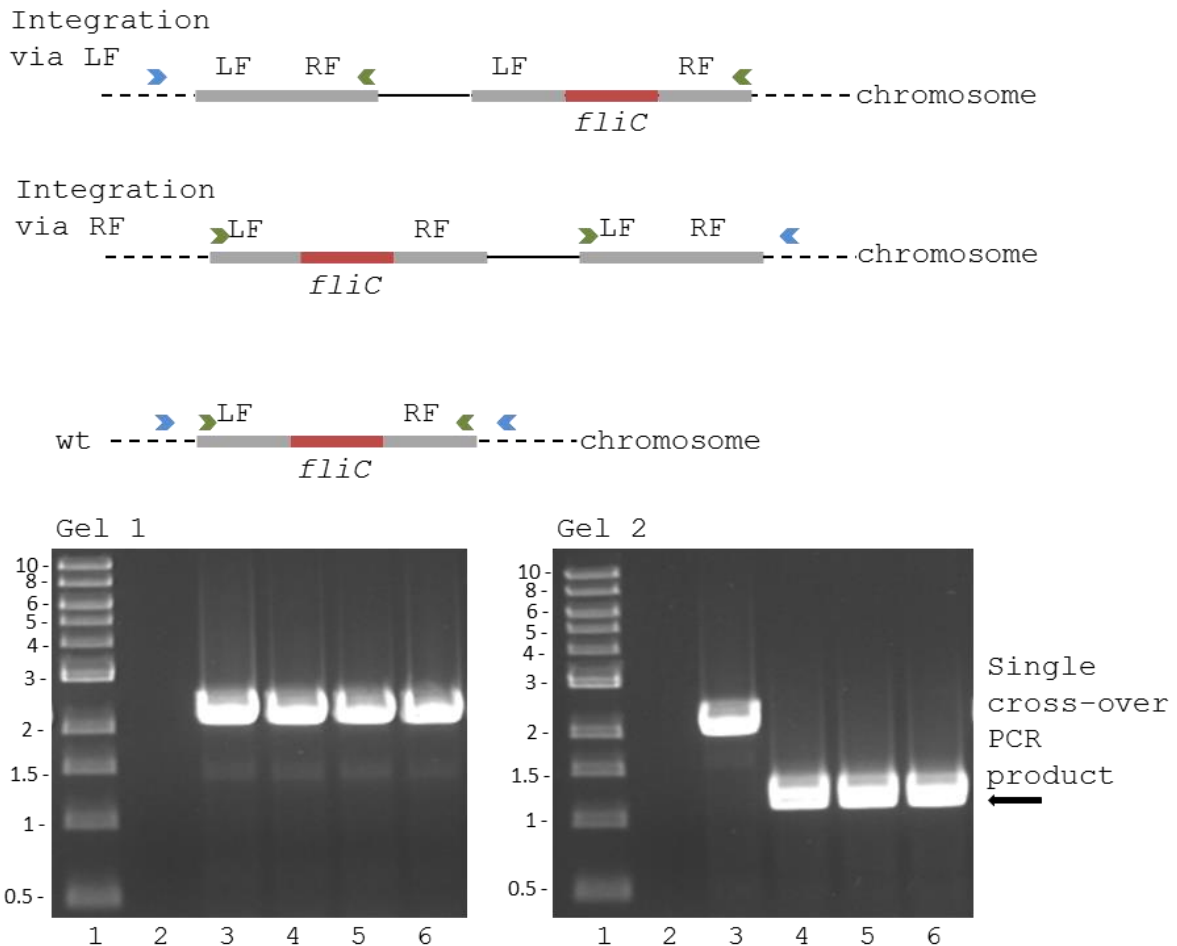 Integration
via LF
LF RF LF RF
chromosome
fliC
Integration
via RF
LF RF LF RF
chromosome
fliC
LF RF
wt chromosome
fliC
Gel 1
10 -
8 -
6 -
5 -
4 -
3 -
2 -
1.5 -
1 -
0.5 -
1 2 3 4 5 6
Gel 2
10 -
8 -
6 -
5 -
4 -
3 -
2 -
1.5 -
1 -
0.5 -
1 2 3 4 5 6
Single
cross-over
PCR
product